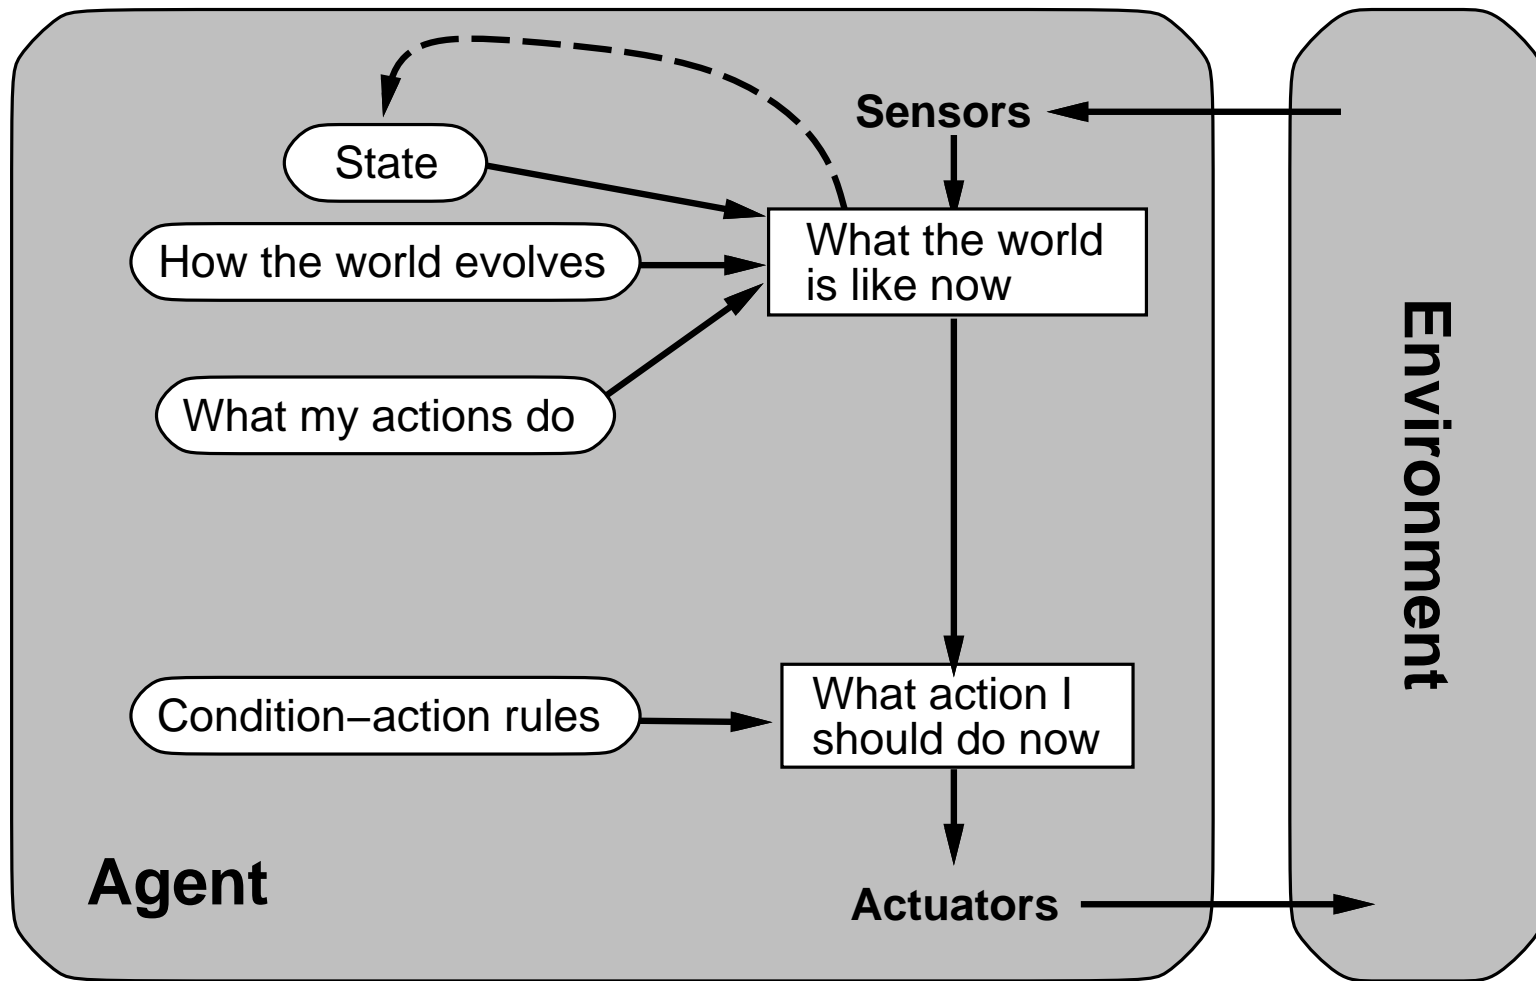 Sensors
State
What the world
is like now
How the world evolves
What my actions do
Environment
Condition−action rules
What action I
should do now
Agent
Actuators